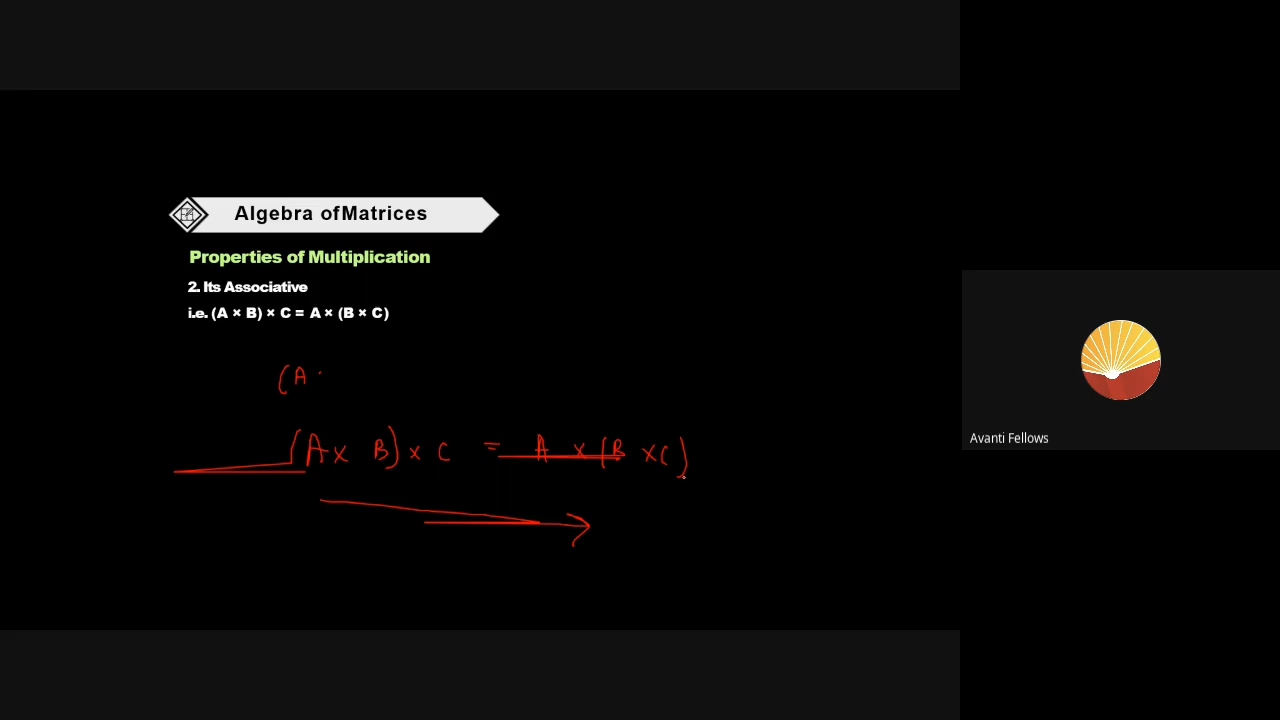 Algebra ofMatrices
Properties of Multiplication
2. Its Associative
i.e. (A × B) × C = A × (B × C)
(A ·
(A x B) x C = A x (B x C)
Avanti Fellows